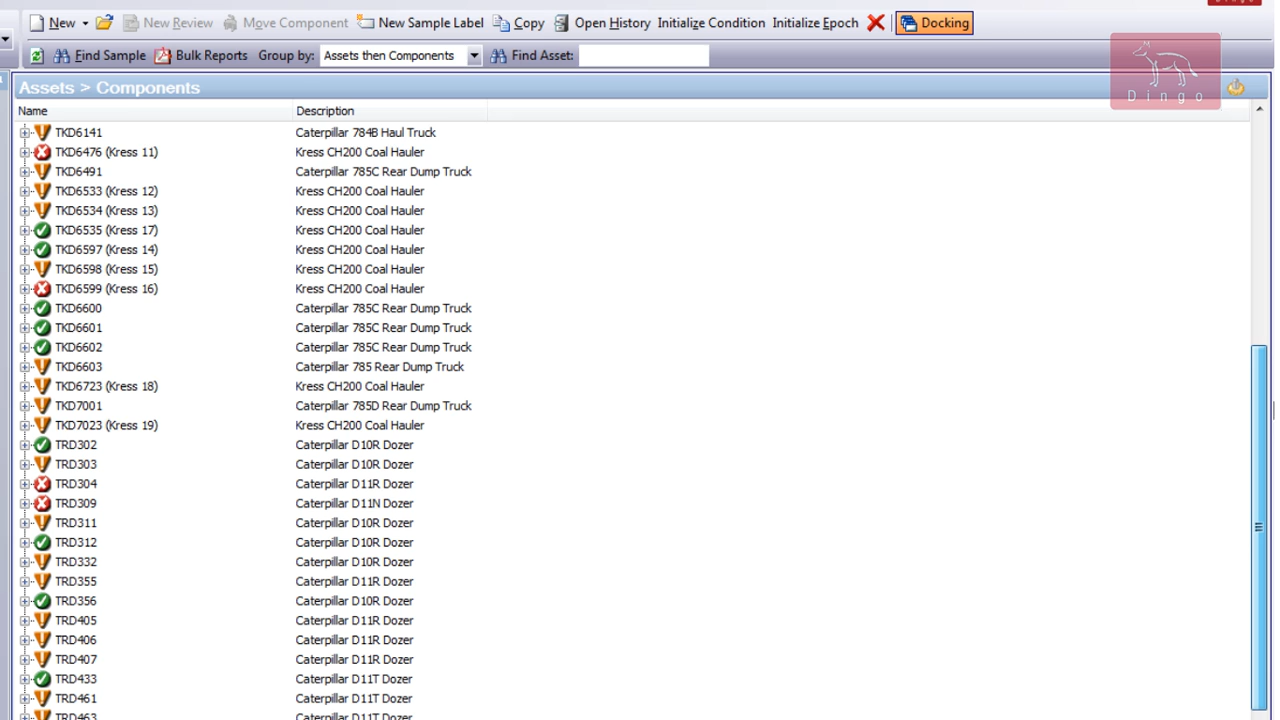 New New Review Move Component New Sample Label Copy Open History Initialize Condition Initialize Epoch Docking
Find Sample Bulk Reports Group by: Assets then Components Find Asset:
Dingo
Assets > Components
Name Description
TKD6141 Caterpillar 784B Haul Truck
TKD6476 (Kress 11) Kress CH200 Coal Hauler
TKD6491 Caterpillar 785C Rear Dump Truck
TKD6533 (Kress 12) Kress CH200 Coal Hauler
TKD6534 (Kress 13) Kress CH200 Coal Hauler
TKD6535 (Kress 17) Kress CH200 Coal Hauler
TKD6597 (Kress 14) Kress CH200 Coal Hauler
TKD6598 (Kress 15) Kress CH200 Coal Hauler
TKD6599 (Kress 16) Kress CH200 Coal Hauler
TKD6600 Caterpillar 785C Rear Dump Truck
TKD6601 Caterpillar 785C Rear Dump Truck
TKD6602 Caterpillar 785C Rear Dump Truck
TKD6603 Caterpillar 785 Rear Dump Truck
TKD6723 (Kress 18) Kress CH200 Coal Hauler
TKD7001 Caterpillar 785D Rear Dump Truck
TKD7023 (Kress 19) Kress CH200 Coal Hauler
TRD302 Caterpillar D10R Dozer
TRD303 Caterpillar D10R Dozer
TRD304 Caterpillar D11R Dozer
TRD309 Caterpillar D11N Dozer
TRD311 Caterpillar D10R Dozer
TRD312 Caterpillar D10R Dozer
TRD332 Caterpillar D10R Dozer
TRD355 Caterpillar D11R Dozer
TRD356 Caterpillar D10R Dozer
TRD405 Caterpillar D11R Dozer
TRD406 Caterpillar D11R Dozer
TRD407 Caterpillar D11R Dozer
TRD433 Caterpillar D11T Dozer
TRD461 Caterpillar D11T Dozer
TRD463 Caterpillar D11T Dozer